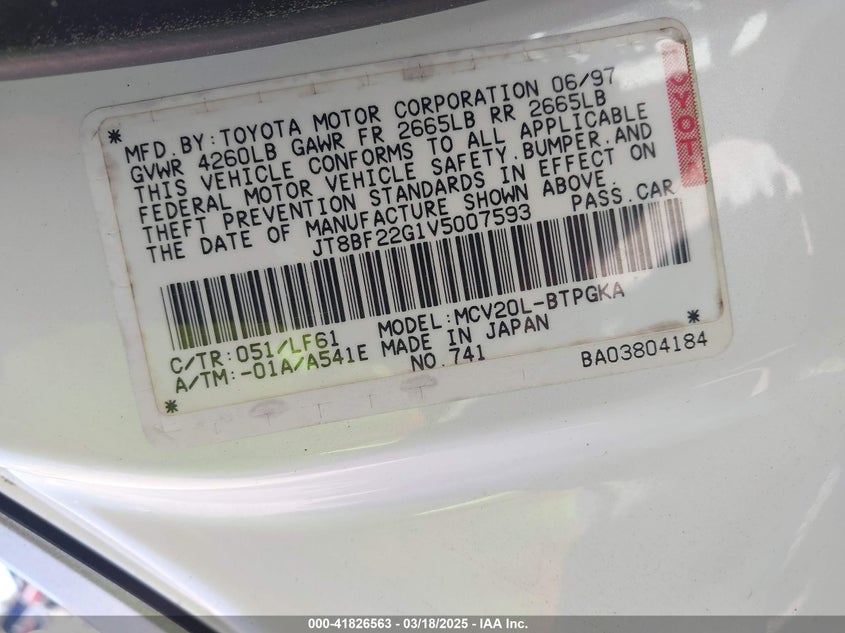 MFD.BY:TOYOTA MOTOR CORPORATION 06/97
GVWR 4260LB GAWR FR 2665LB RR 2665LB
THIS VEHICLE CONFORMS TO ALL APPLICABLE
FEDERAL MOTOR VEHICLE SAFETY,BUMPER,AND
THEFT PREVENTION STANDARDS IN EFFECT ON
THE DATE OF MANUFACTURE SHOWN ABOVE.
JT8BF22G1V5007593 PASS.CAR
TOYOTA
C/TR:051/LF61 MODEL:MCV20L-BTPGKA
A/TM:-01A/A541E MADE IN JAPAN
NO.741 BA03804184
000-41826563 — 03/18/2025 — IAA Inc.